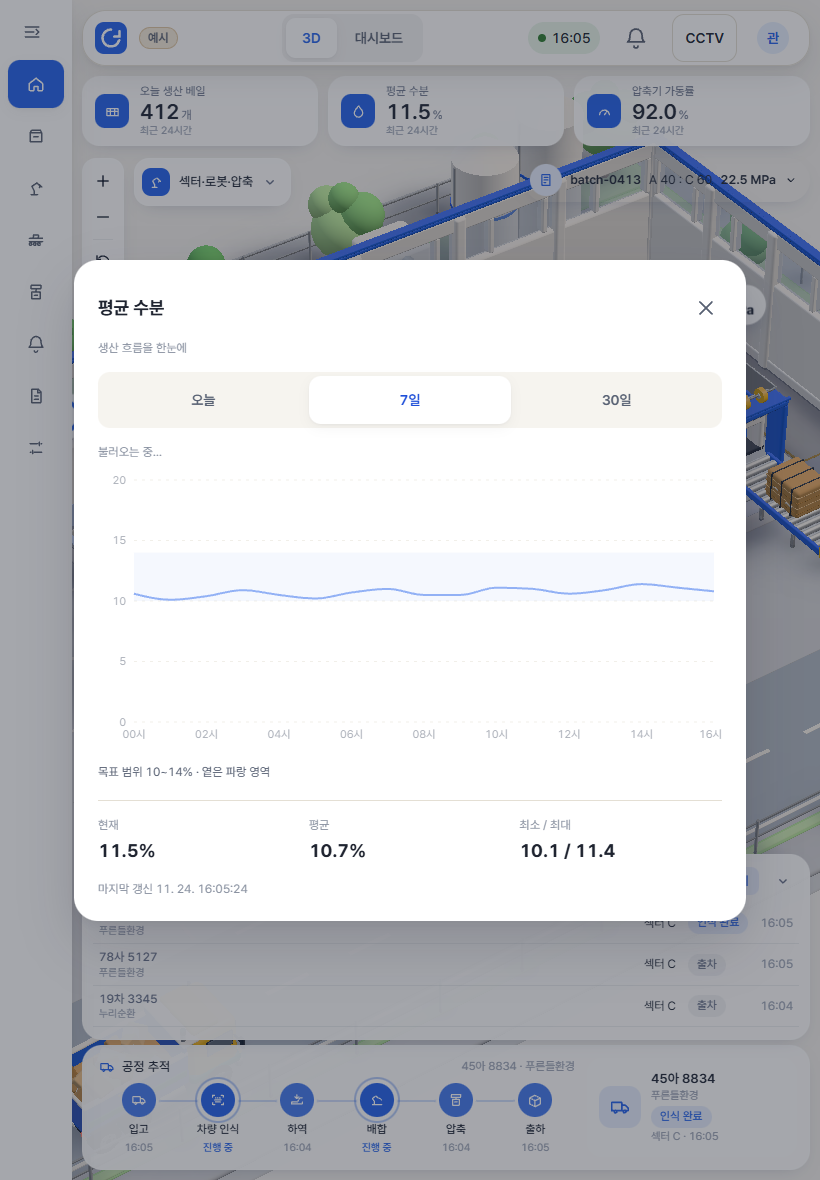 예시
3D
대시보드
16:05
CCTV
관
오늘 생산 베일
412개
최근 24시간
평균 수분
11.5%
최근 24시간
압축기 가동률
92.0%
최근 24시간
섹터·로봇·압축
batch-0413 A 40 : C 60 22.5 MPa
a
평균 수분
생산 흐름을 한눈에
오늘
7일
30일
불러오는 중...
20
15
10
5
0
00시 02시 04시 06시 08시 10시 12시 14시 16시
목표 범위 10~14% · 옅은 파랑 영역
현재
11.5%
평균
10.7%
최소 / 최대
10.1 / 11.4
마지막 갱신 11. 24. 16:05:24
푸른들환경
섹터 C 인식 완료 16:05
78사 5127
푸른들환경
섹터 C 출차 16:05
19차 3345
누리순환
섹터 C 출차 16:04
공정 추적
45아 8834 · 푸른들환경
입고
16:05
차량 인식
진행 중
하역
16:04
배합
진행 중
압축
16:04
출하
16:05
45아 8834
푸른들환경
인식 완료
섹터 C · 16:05